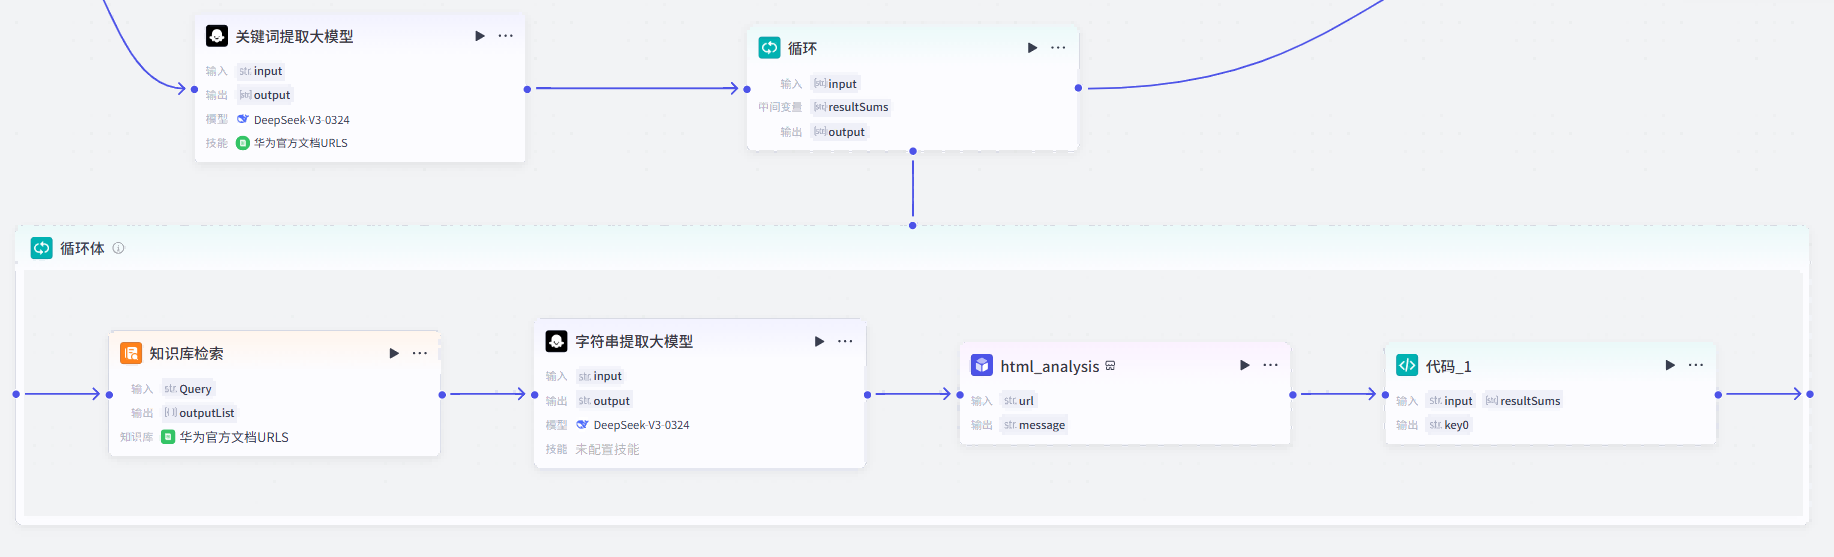 关键词提取大模型
输入 str. input
输出 [str] output
模型 DeepSeek-V3-0324
技能 华为官方文档URLS
循环
输入 [str] input
中间变量 [str] resultSums
输出 [str] output
循环体
知识库检索
输入 str. Query
输出 [{}] outputList
知识库 华为官方文档URLS
字符串提取大模型
输入 str. input
输出 str. output
模型 DeepSeek-V3-0324
技能 未配置技能
html_analysis
输入 str. url
输出 str. message
代码_1
输入 str. input [str] resultSums
输出 str. key0